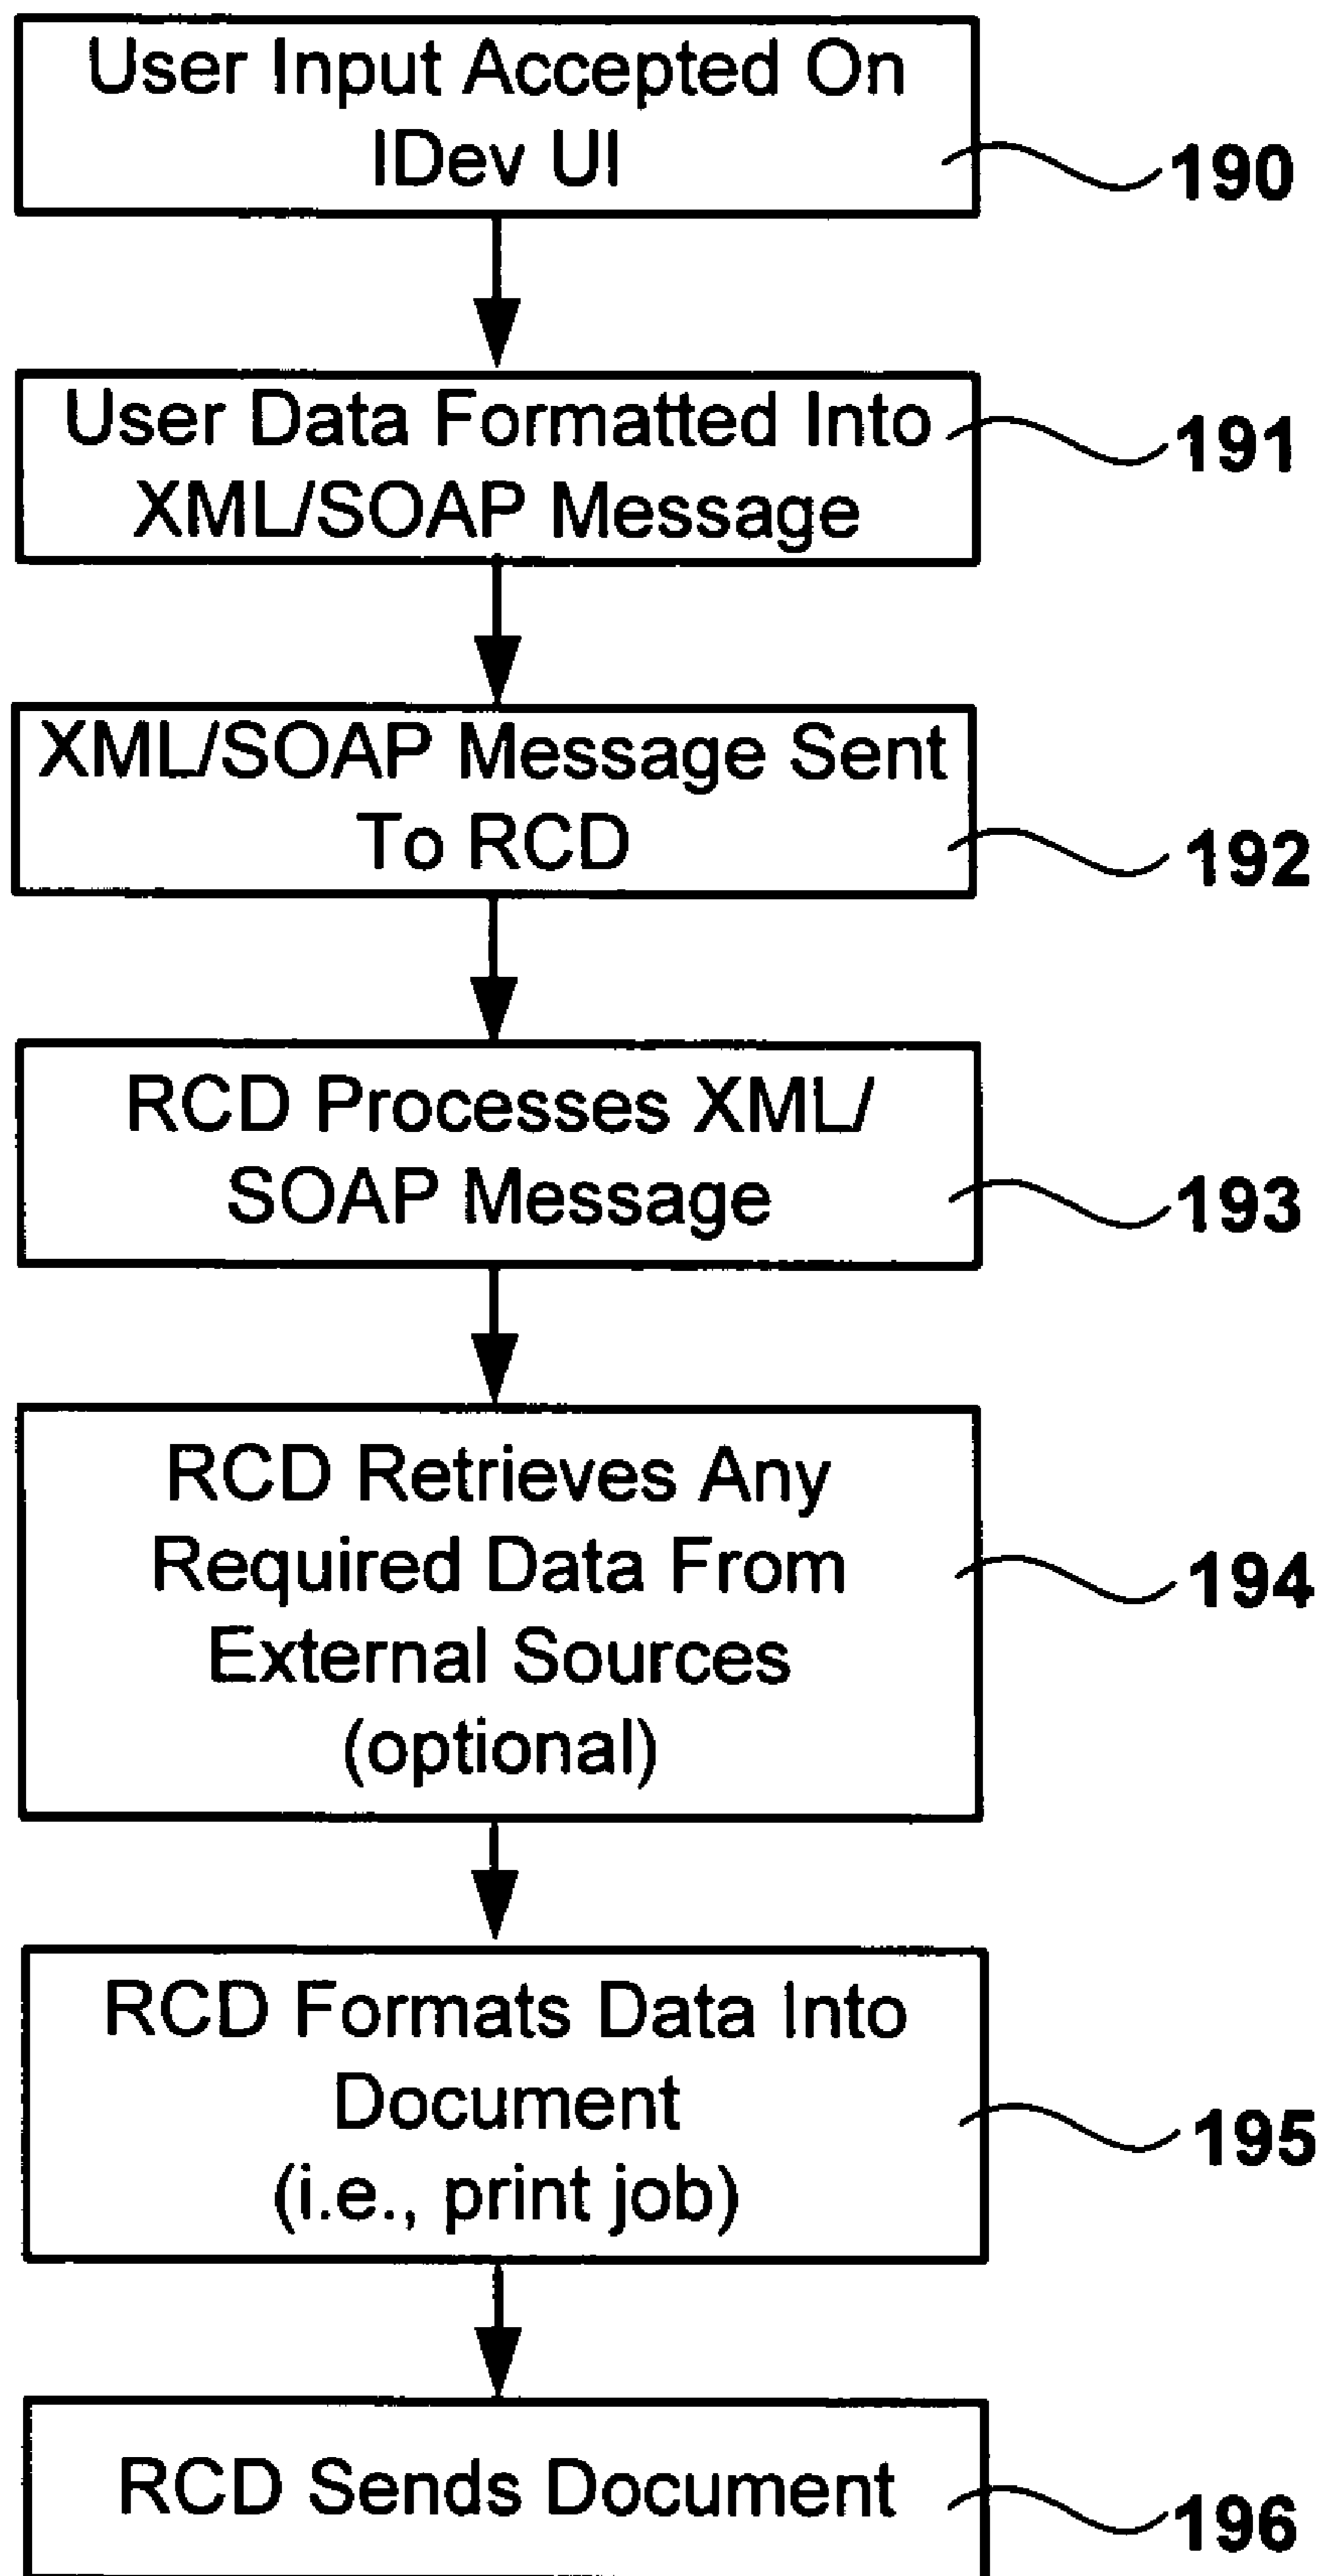 User Input Accepted On
IDev UI
190
User Data Formatted Into
XML/SOAP Message
191
XML/SOAP Message Sent
To RCD
192
RCD Processes XML/
SOAP Message
193
RCD Retrieves Any
Required Data From
External Sources
(optional)
194
RCD Formats Data Into
Document
(i.e., print job)
195
RCD Sends Document
196